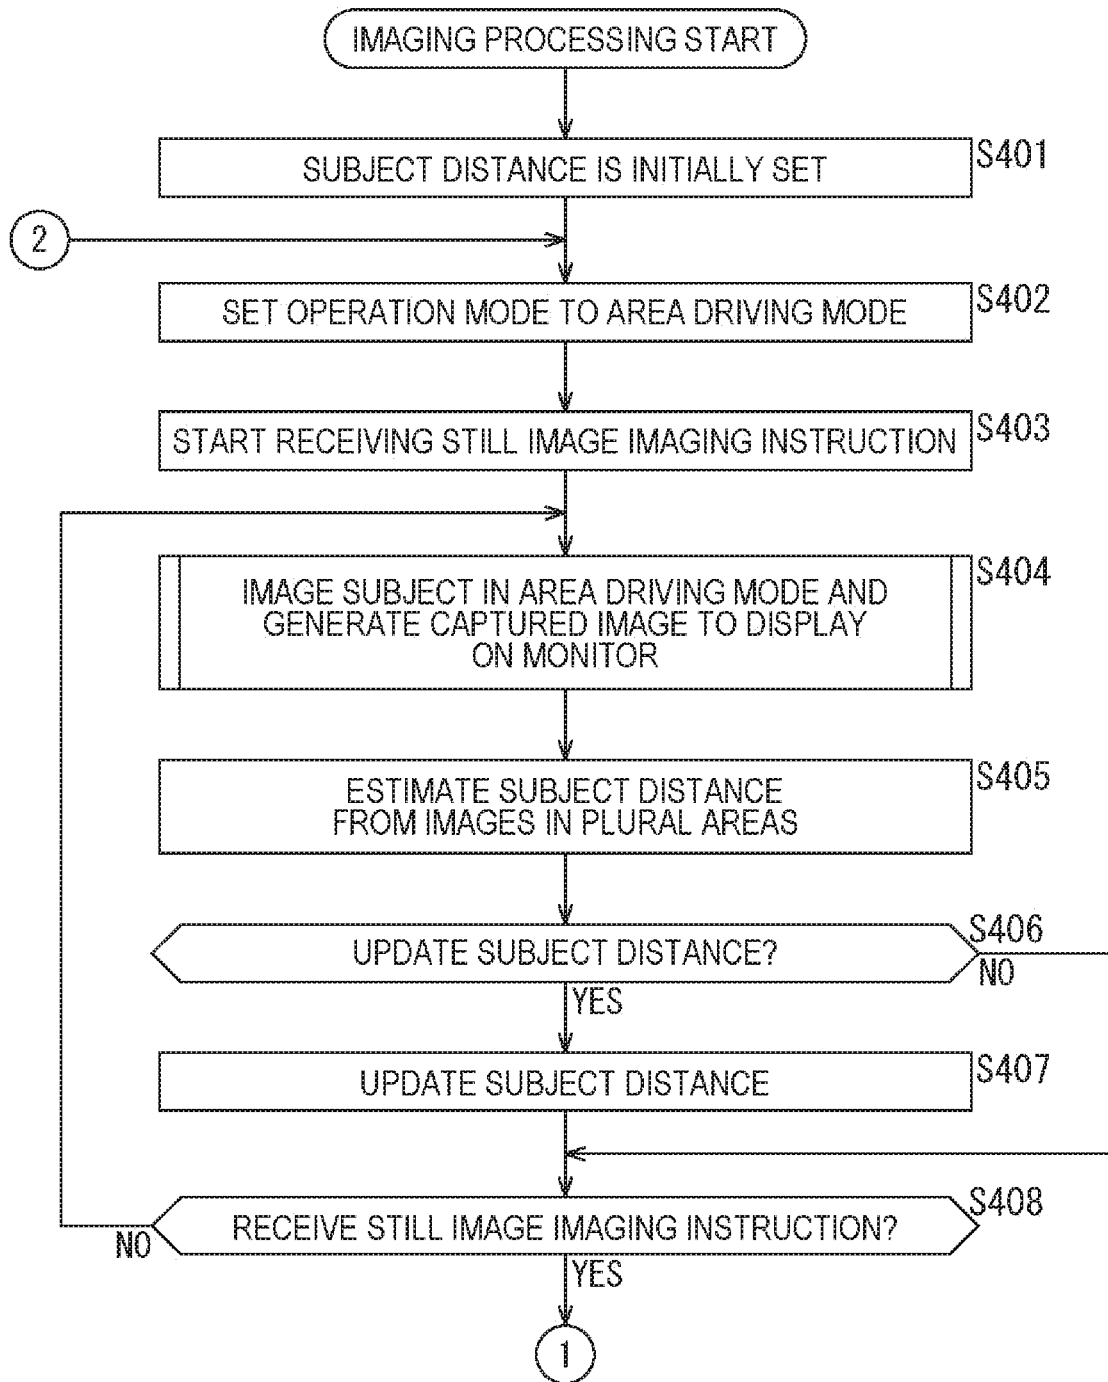 IMAGING PROCESSING START
SUBJECT DISTANCE IS INITIALLY SET
S401
2
SET OPERATION MODE TO AREA DRIVING MODE
S402
START RECEIVING STILL IMAGE IMAGING INSTRUCTION
S403
IMAGE SUBJECT IN AREA DRIVING MODE AND
GENERATE CAPTURED IMAGE TO DISPLAY
ON MONITOR
S404
ESTIMATE SUBJECT DISTANCE
FROM IMAGES IN PLURAL AREAS
S405
UPDATE SUBJECT DISTANCE?
S406
NO
YES
UPDATE SUBJECT DISTANCE
S407
RECEIVE STILL IMAGE IMAGING INSTRUCTION?
S408
NO
YES
1